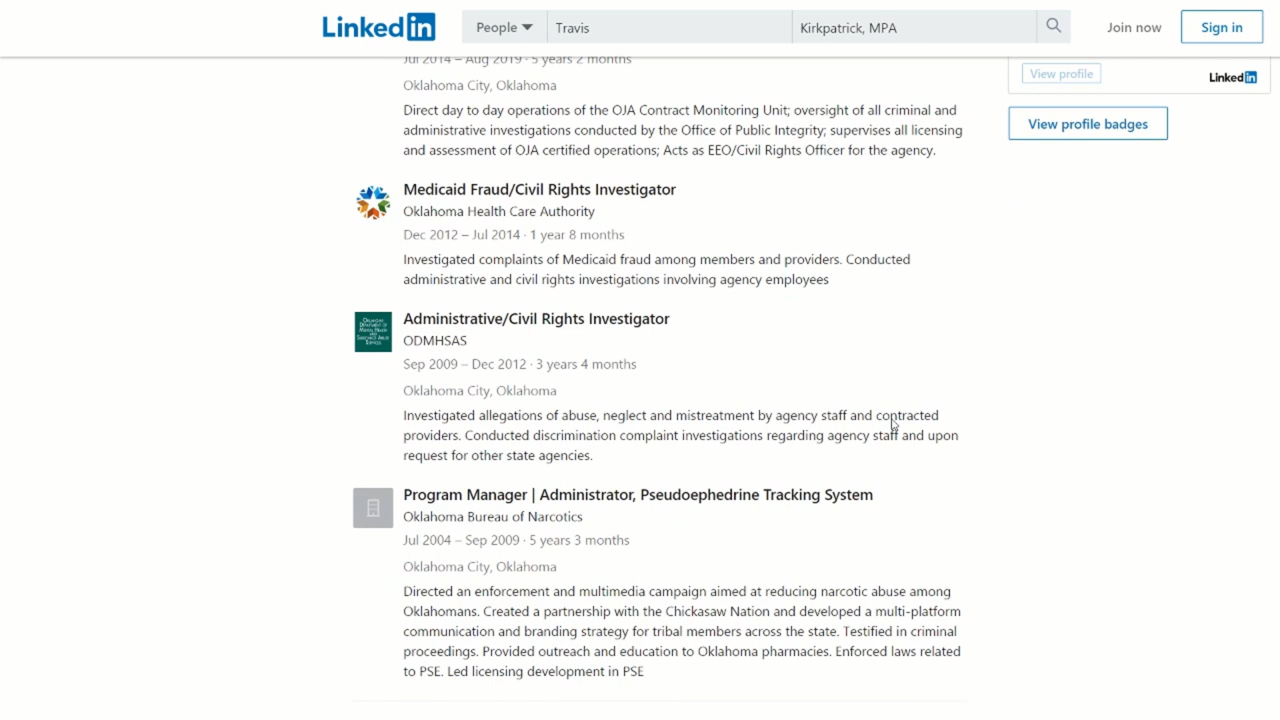 LinkedIn
People
Travis
Kirkpatrick, MPA
Join now
Sign in
Jul 2014 – Aug 2019 · 5 years 2 months
Oklahoma City, Oklahoma
Direct day to day operations of the OJA Contract Monitoring Unit; oversight of all criminal and
administrative investigations conducted by the Office of Public Integrity; supervises all licensing
and assessment of OJA certified operations; Acts as EEO/Civil Rights Officer for the agency.
View profile
LinkedIn
View profile badges
Medicaid Fraud/Civil Rights Investigator
Oklahoma Health Care Authority
Dec 2012 – Jul 2014 · 1 year 8 months
Investigated complaints of Medicaid fraud among members and providers. Conducted
administrative and civil rights investigations involving agency employees
Oklahoma
Department of
Mental Health
and
Substance Abuse
Services
Administrative/Civil Rights Investigator
ODMHSAS
Sep 2009 – Dec 2012 · 3 years 4 months
Oklahoma City, Oklahoma
Investigated allegations of abuse, neglect and mistreatment by agency staff and contracted
providers. Conducted discrimination complaint investigations regarding agency staff and upon
request for other state agencies.
Program Manager | Administrator, Pseudoephedrine Tracking System
Oklahoma Bureau of Narcotics
Jul 2004 – Sep 2009 · 5 years 3 months
Oklahoma City, Oklahoma
Directed an enforcement and multimedia campaign aimed at reducing narcotic abuse among
Oklahomans. Created a partnership with the Chickasaw Nation and developed a multi-platform
communication and branding strategy for tribal members across the state. Testified in criminal
proceedings. Provided outreach and education to Oklahoma pharmacies. Enforced laws related
to PSE. Led licensing development in PSE